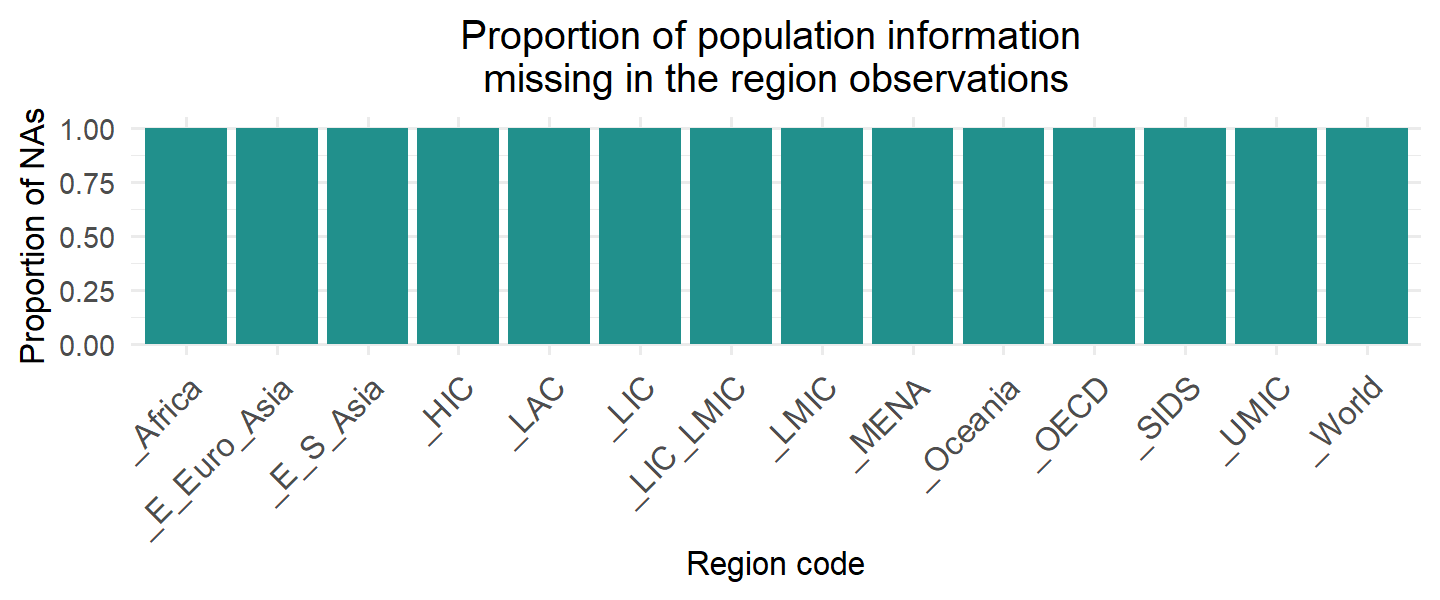 Proportion of population information
missing in the region observations
Proportion of NAs
1.00
0.75
0.50
0.25
0.00
_Africa
_E_Euro_Asia
_E_S_Asia
_HIC
_LAC
_LIC
_LIC_LMIC
_LMIC
_MENA
_Oceania
_OECD
_SIDS
_UMIC
_World
Region code